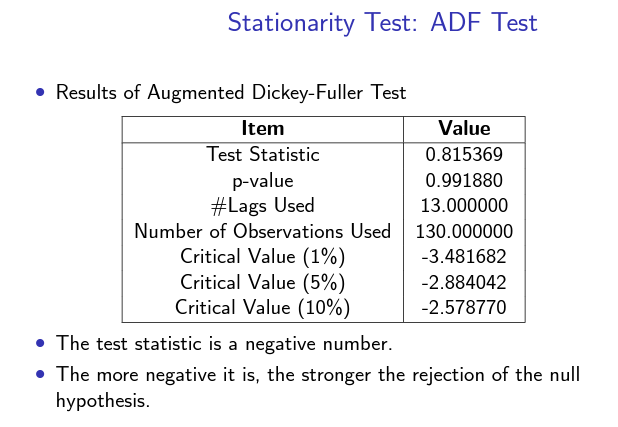 Stationarity Test: ADF Test
• Results of Augmented Dickey-Fuller Test
Item Value
Test Statistic 0.815369
p-value 0.991880
#Lags Used 13.000000
Number of Observations Used 130.000000
Critical Value (1%) -3.481682
Critical Value (5%) -2.884042
Critical Value (10%) -2.578770
• The test statistic is a negative number.
• The more negative it is, the stronger the rejection of the null
hypothesis.